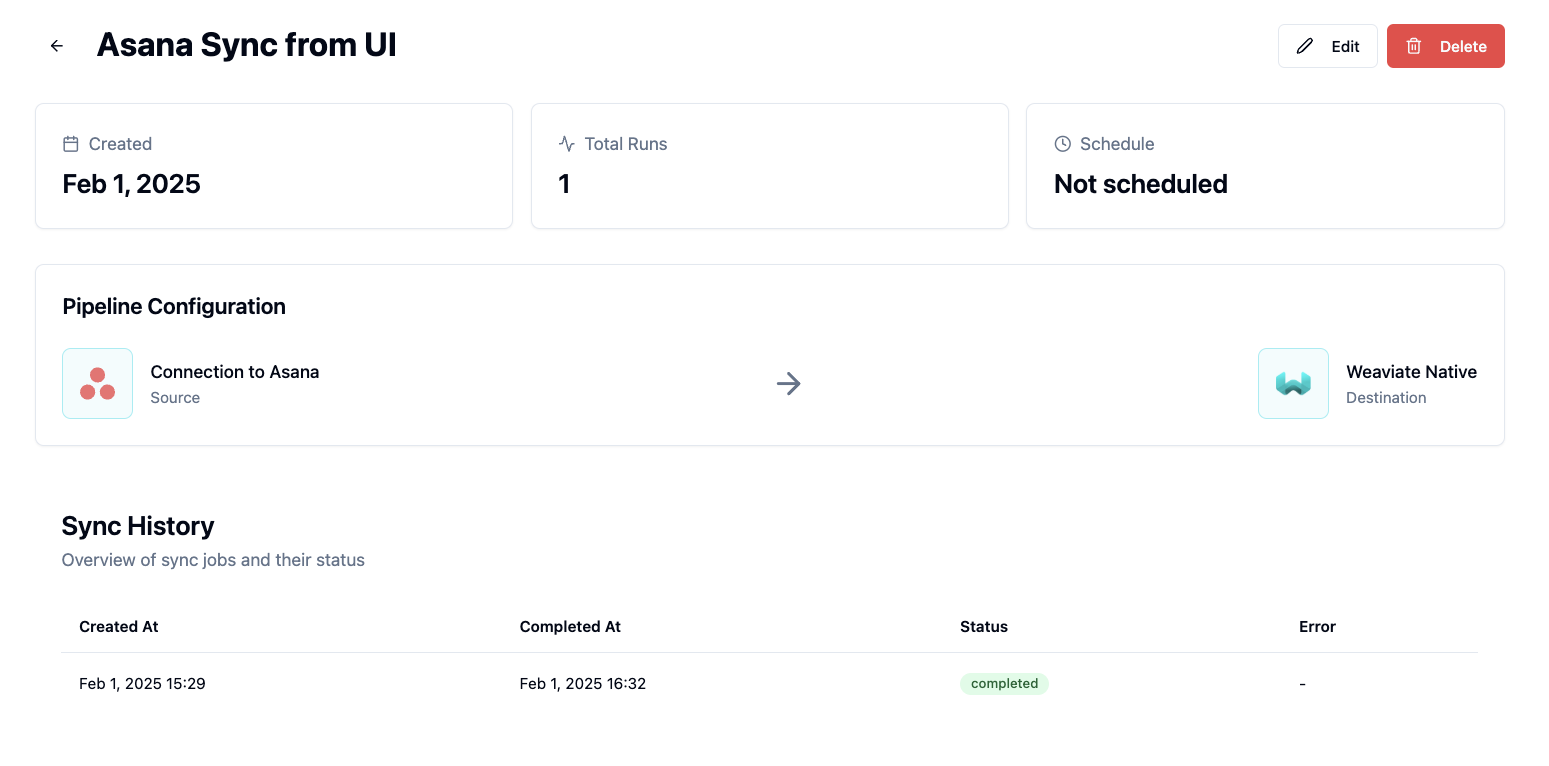 Asana Sync from UI
Edit
Delete
Created
Feb 1, 2025
Total Runs
1
Schedule
Not scheduled
Pipeline Configuration
Connection to Asana
Source
Weaviate Native
Destination
Sync History
Overview of sync jobs and their status
Created At Completed At Status Error
Feb 1, 2025 15:29 Feb 1, 2025 16:32 completed -